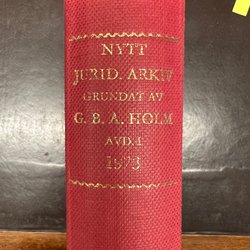 NYTT
JURID. ARKIV
GRUNDAT AV
G. B. A. HOLM
AVD. I
1973